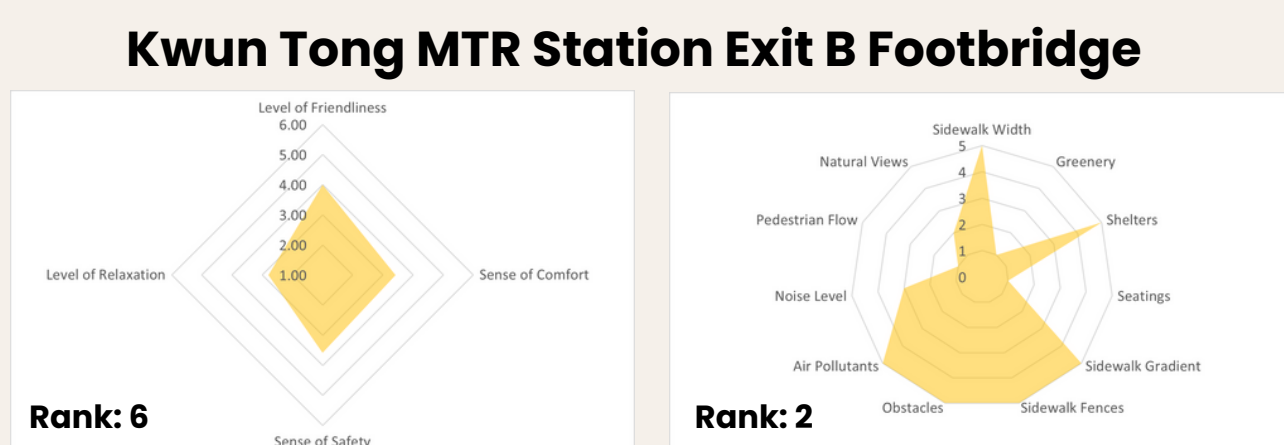 Kwun Tong MTR Station Exit B Footbridge
Level of Friendliness
6.00
5.00
4.00
3.00
2.00
1.00
Level of Relaxation
Sense of Comfort
Sense of Safety
Rank: 6
Sidewalk Width
5
4
3
2
1
0
Natural Views
Greenery
Pedestrian Flow
Shelters
Noise Level
Seatings
Air Pollutants
Sidewalk Gradient
Obstacles
Sidewalk Fences
Rank: 2